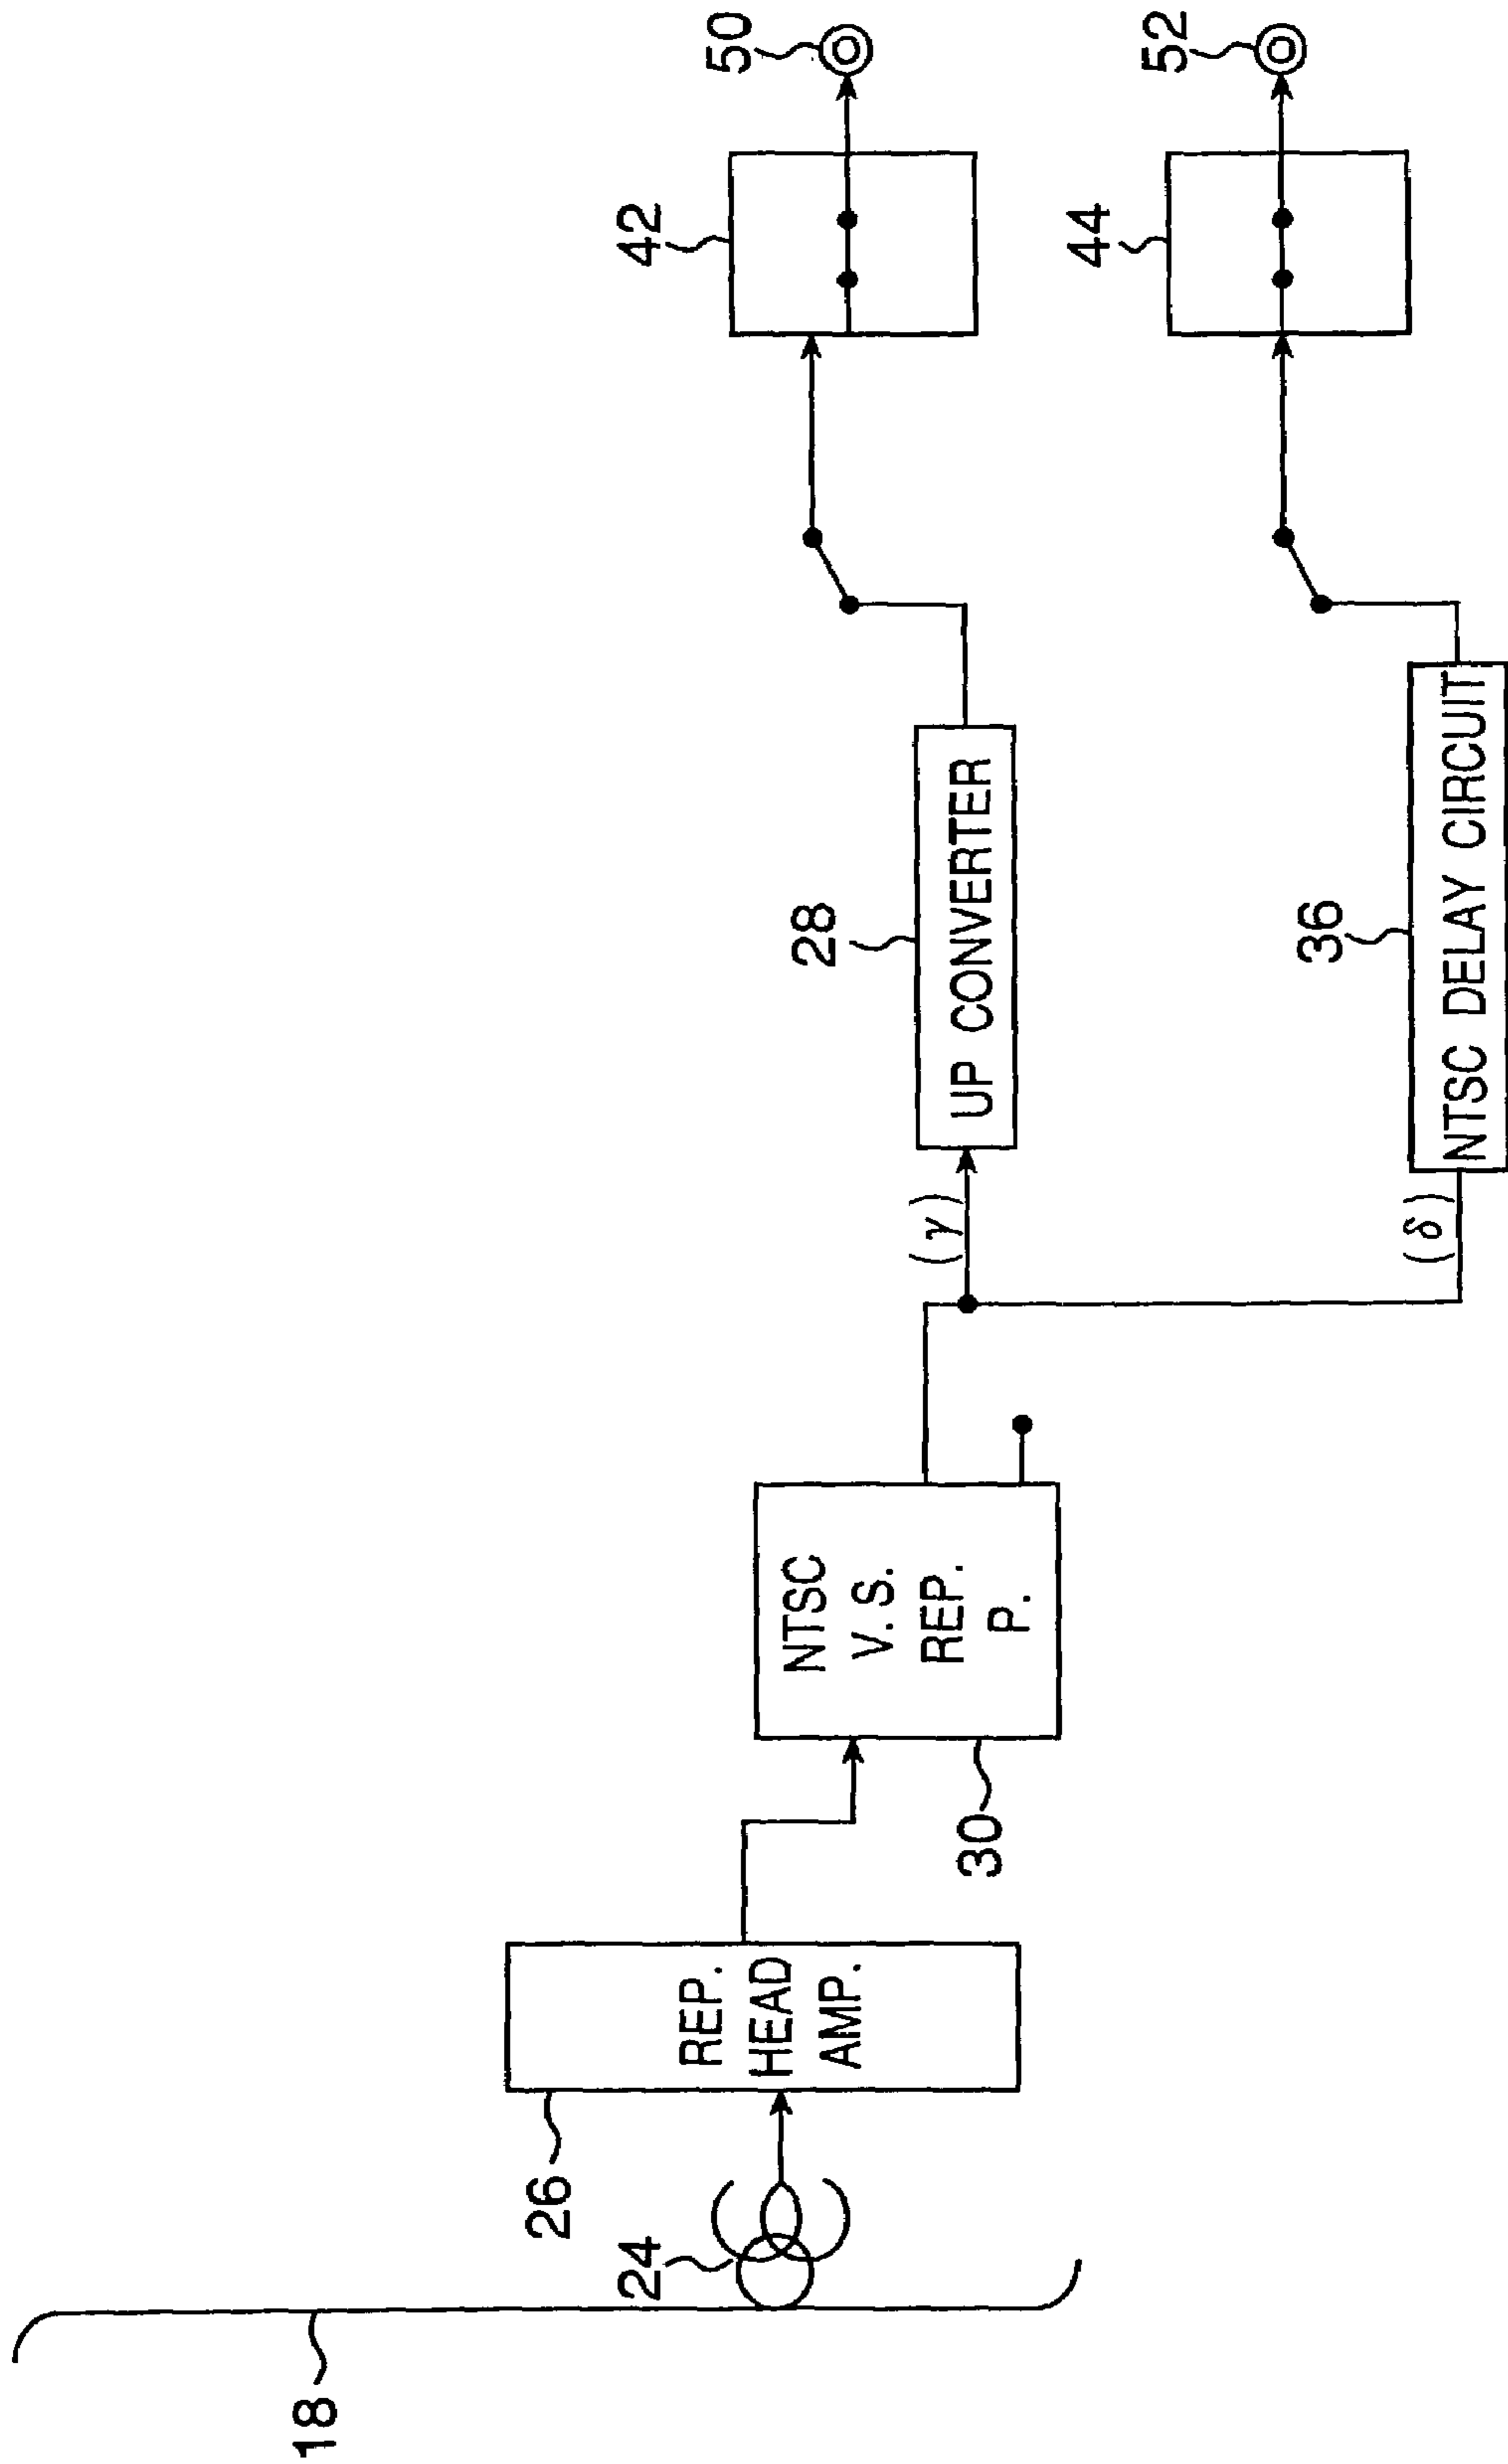 18
24
26
REP.
HEAD
AMP.
30
NTSC
V.S.
REP.
P.
(γ)
28
UP CONVERTER
(δ)
36
NTSC DELAY CIRCUIT
42
50
44
52